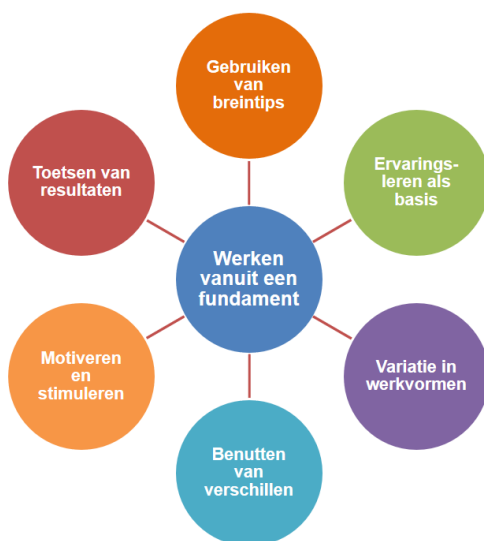 Gebruiken
van
breintips
Ervarings-
leren als
basis
Variatie in
werkvormen
Benutten
van
verschillen
Motiveren
en
stimuleren
Toetsen van
resultaten
Werken
vanuit een
fundament